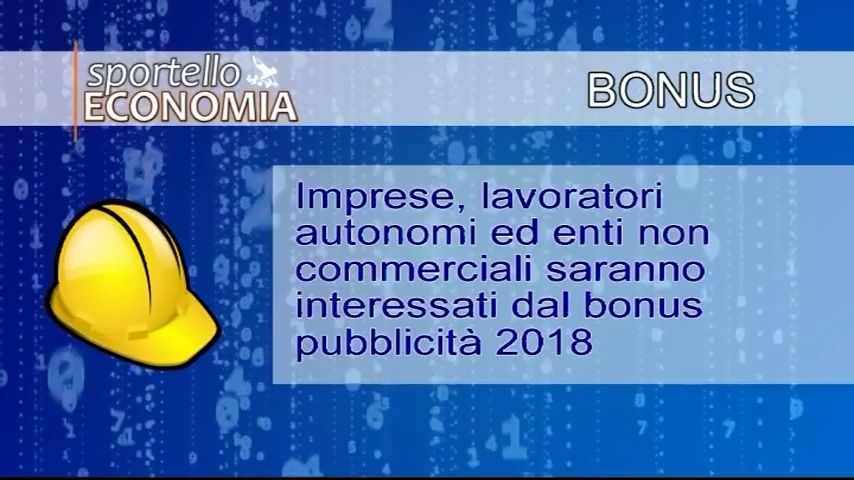 sportello
ECONOMIA
BONUS
Imprese, lavoratori
autonomi ed enti non
commerciali saranno
interessati dal bonus
pubblicità 2018